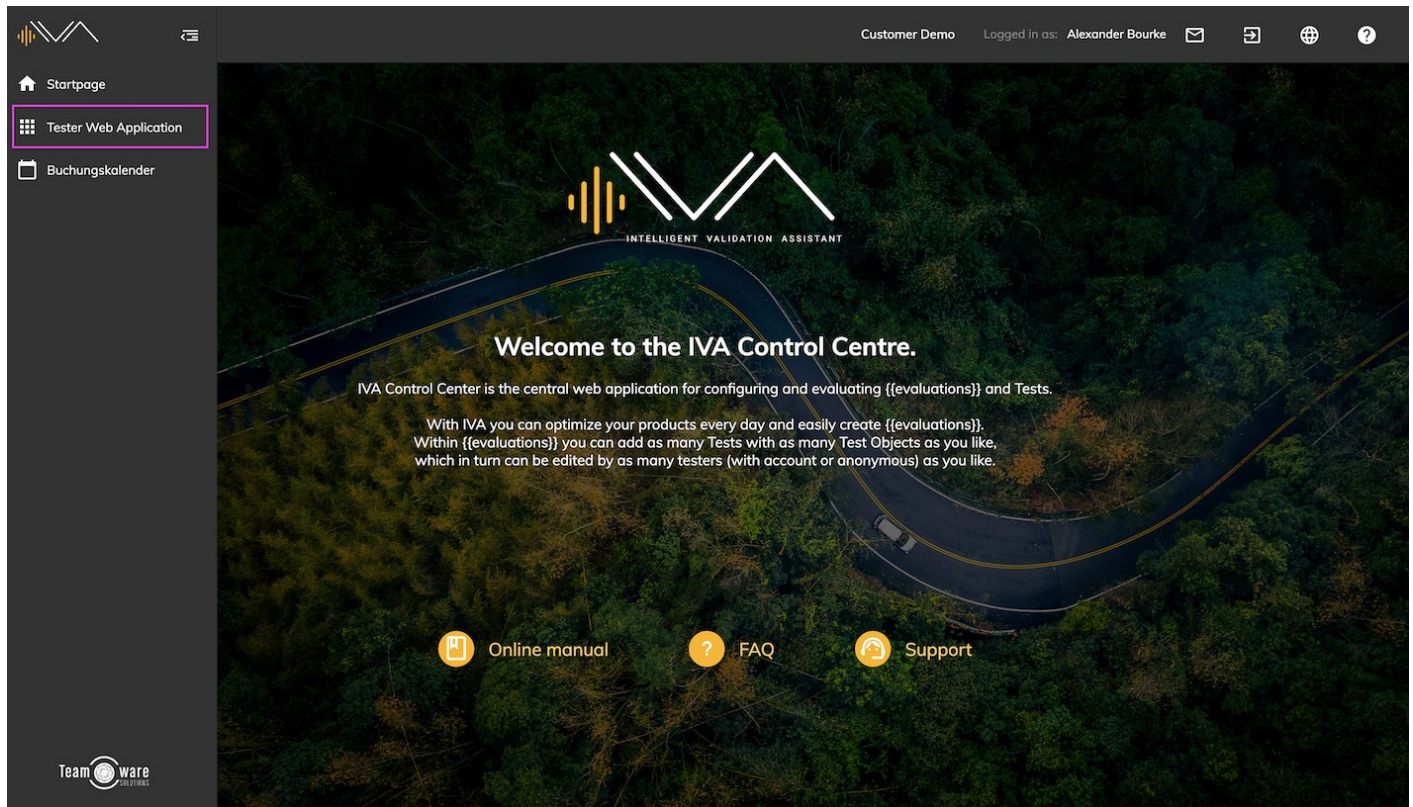 IVA
Customer Demo
Logged in as: Alexander Bourke
Startpage
Tester Web Application
Buchungskalender
IVA
INTELLIGENT VALIDATION ASSISTANT
Welcome to the IVA Control Centre.
IVA Control Center is the central web application for configuring and evaluating {{evaluations}} and Tests.
With IVA you can optimize your products every day and easily create {{evaluations}}.
Within {{evaluations}} you can add as many Tests with as many Test Objects as you like,
which in turn can be edited by as many testers (with account or anonymous) as you like.
Online manual
? FAQ
Support
Team ware
SOLUTIONS